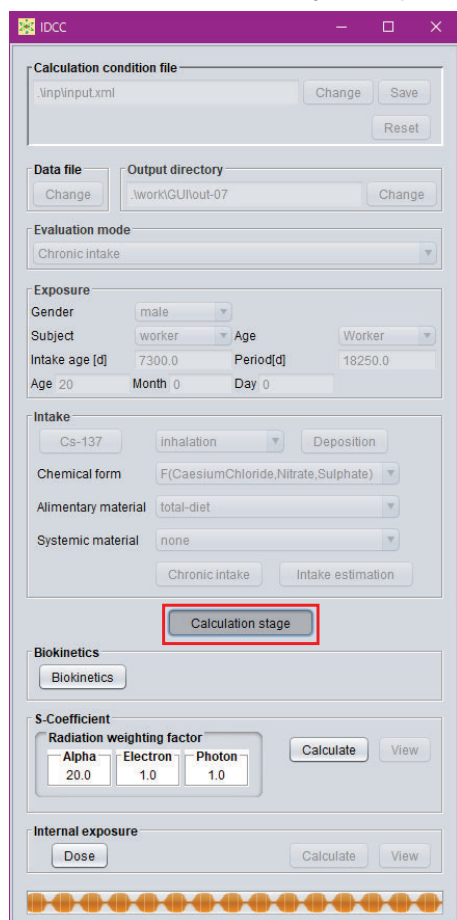 IDCC
Calculation condition file
.\inp\input.xml Change Save
Reset
Data file Output directory
Change .\work\GUI\out-07 Change
Evaluation mode
Chronic intake
Exposure
Gender male
Subject worker Age Worker
Intake age [d] 7300.0 Period[d] 18250.0
Age 20 Month 0 Day 0
Intake
Cs-137 inhalation Deposition
Chemical form F(CaesiumChloride,Nitrate,Sulphate)
Alimentary material total-diet
Systemic material none
Chronic intake Intake estimation
Calculation stage
Biokinetics
Biokinetics
S-Coefficient
Radiation weighting factor
Alpha Electron Photon Calculate View
20.0 1.0 1.0
Internal exposure
Dose Calculate View